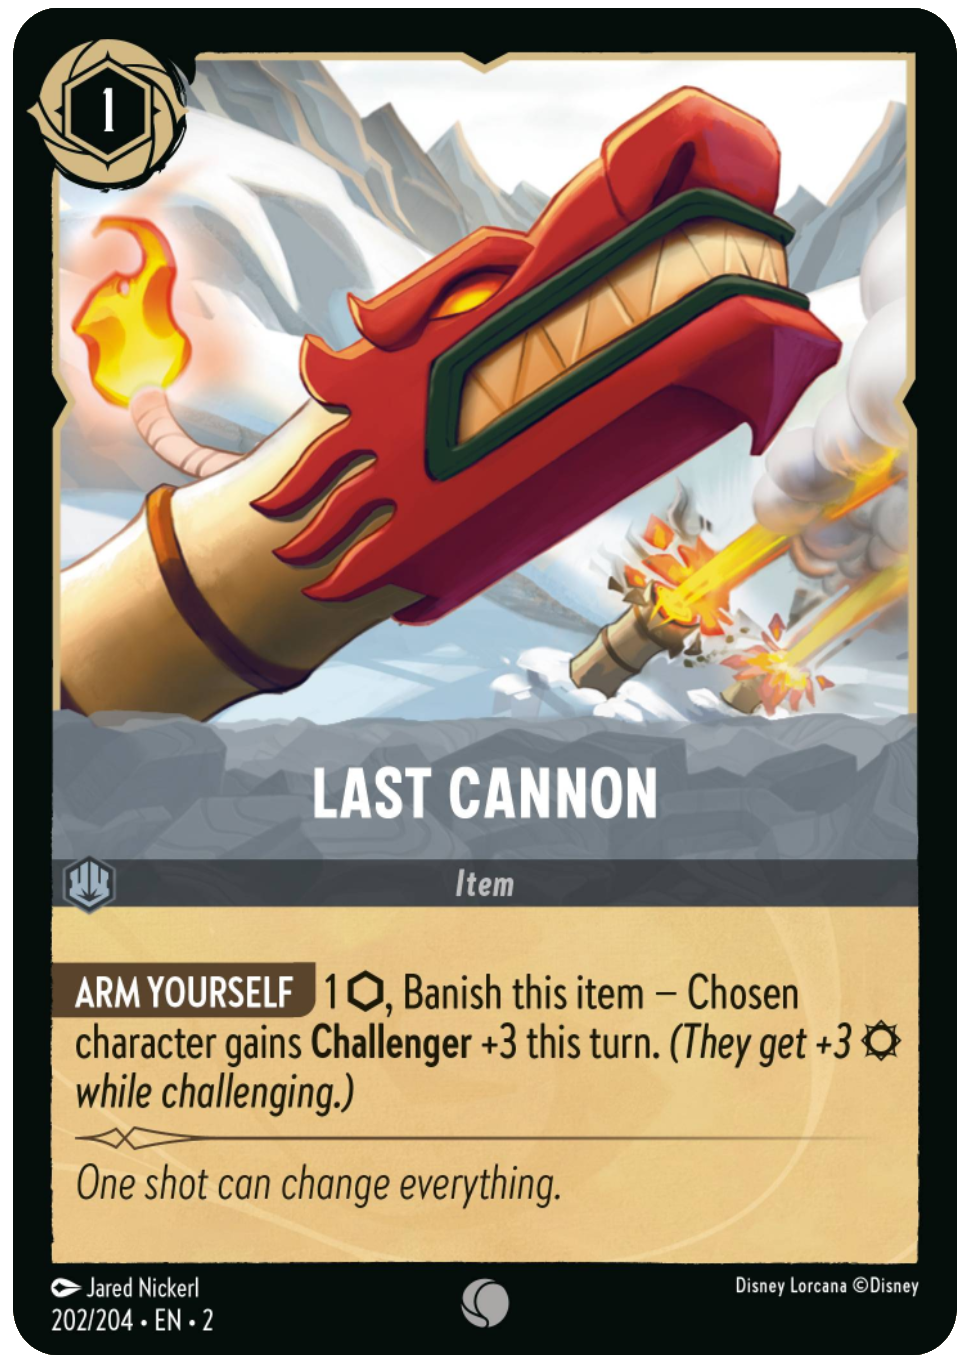 1
LAST CANNON
Item
ARM YOURSELF 1 ⬡, Banish this item – Chosen
character gains Challenger +3 this turn. (They get +3 ¤
while challenging.)
One shot can change everything.
Jared Nickerl
202/204 • EN • 2
Disney Lorcana ©Disney